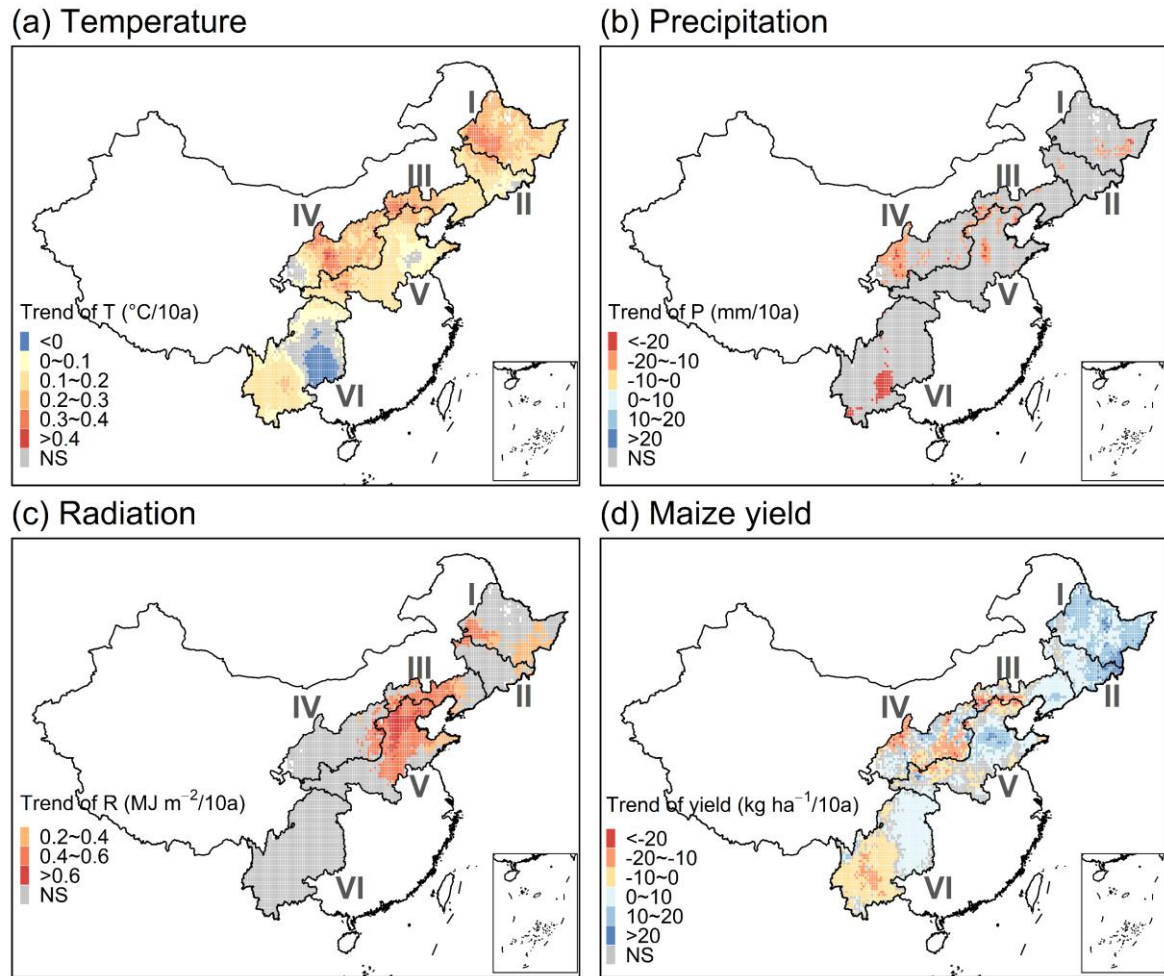 (a) Temperature
I
II
III
IV
V
VI
Trend of T (°C/10a)
<0
0~0.1
0.1~0.2
0.2~0.3
0.3~0.4
>0.4
NS
(b) Precipitation
I
II
III
IV
V
VI
Trend of P (mm/10a)
<-20
-20~-10
-10~0
0~10
10~20
>20
NS
(c) Radiation
I
II
III
IV
V
VI
Trend of R (MJ m⁻²/10a)
0.2~0.4
0.4~0.6
>0.6
NS
(d) Maize yield
I
II
III
IV
V
VI
Trend of yield (kg ha⁻¹/10a)
<-20
-20~-10
-10~0
0~10
10~20
>20
NS